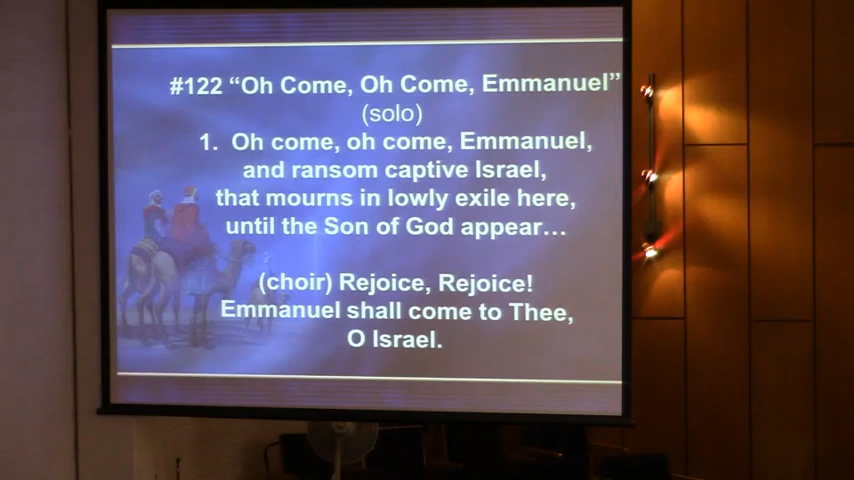 #122 “Oh Come, Oh Come, Emmanuel”
(solo)
1. Oh come, oh come, Emmanuel,
and ransom captive Israel,
that mourns in lowly exile here,
until the Son of God appear…
(choir) Rejoice, Rejoice!
Emmanuel shall come to Thee,
O Israel.